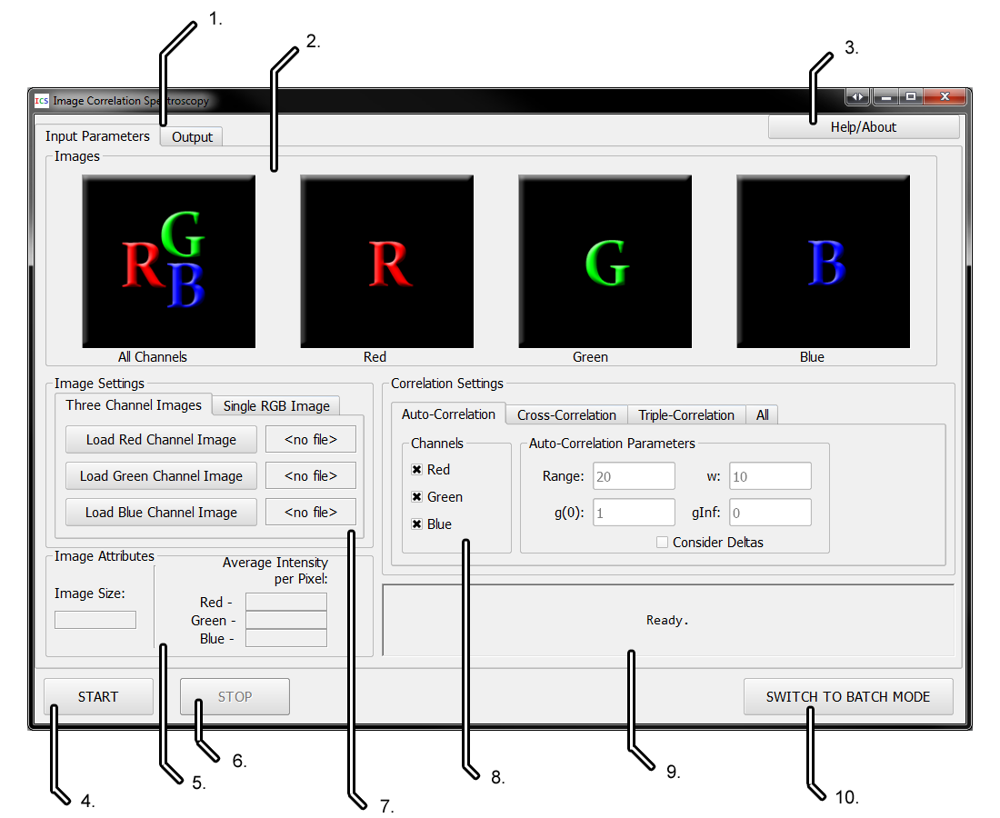 1.
2.
3.
ICS Image Correlation Spectroscopy
Help/About
Input Parameters Output
Images
R G B
R
G
B
All Channels Red Green Blue
Image Settings
Three Channel Images Single RGB Image
Load Red Channel Image <no file>
Load Green Channel Image <no file>
Load Blue Channel Image <no file>
Correlation Settings
Auto-Correlation Cross-Correlation Triple-Correlation All
Channels
Red
Green
Blue
Auto-Correlation Parameters
Range: 20 w: 10
g(0): 1 gInf: 0
Consider Deltas
Image Attributes
Image Size:
Average Intensity
per Pixel:
Red -
Green -
Blue -
Ready.
START STOP SWITCH TO BATCH MODE
4.
5.
6.
7.
8.
9.
10.